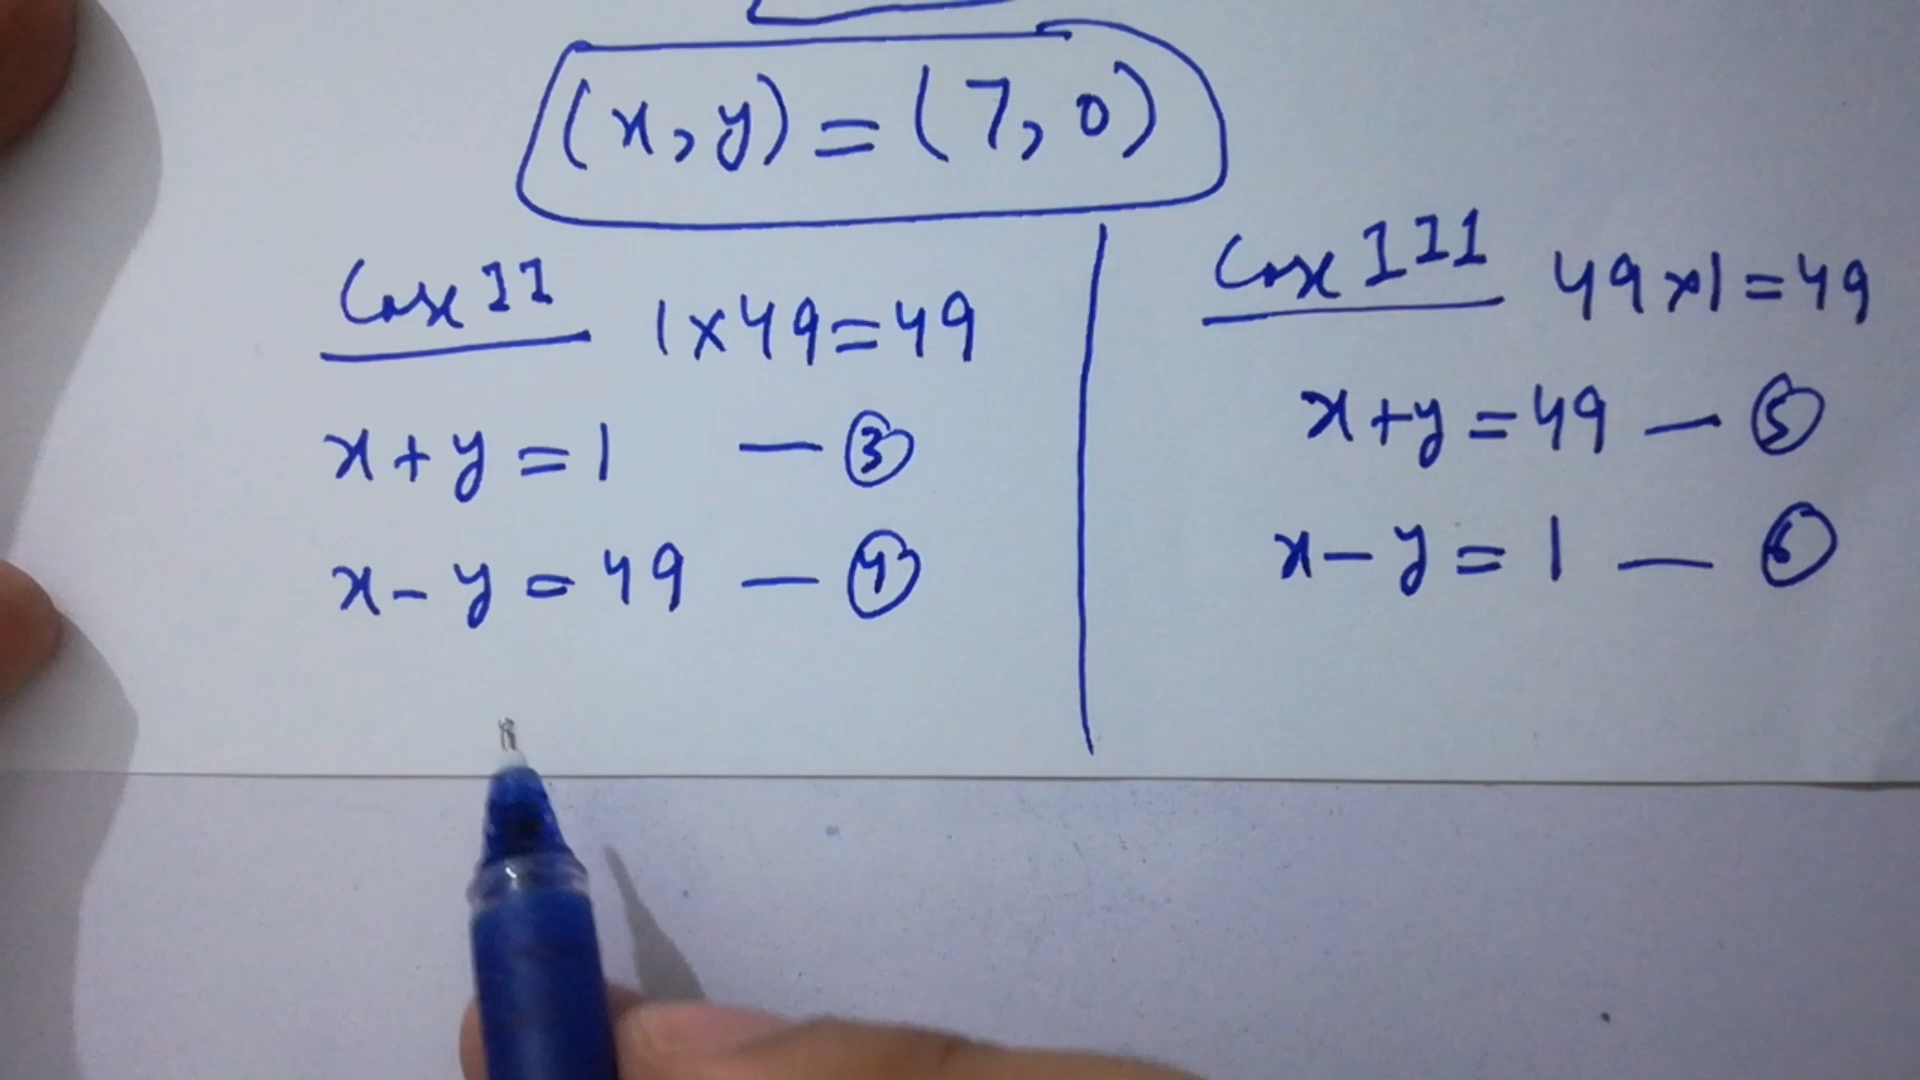 (x, y) = (7, 0)
Case II 1 × 49 = 49
x + y = 1 — ③
x - y = 49 — ④
Case III 49 × 1 = 49
x + y = 49 — ⑤
x - y = 1 — ⑥